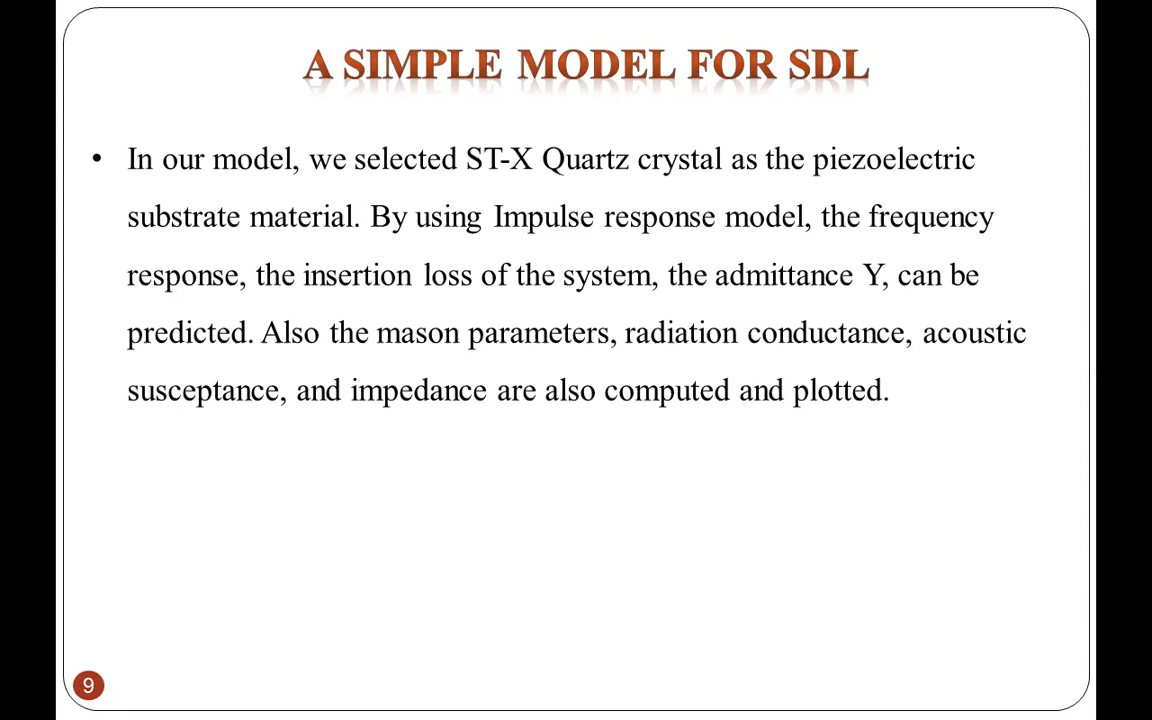 A SIMPLE MODEL FOR SDL
• In our model, we selected ST-X Quartz crystal as the piezoelectric
substrate material. By using Impulse response model, the frequency
response, the insertion loss of the system, the admittance Y, can be
predicted. Also the mason parameters, radiation conductance, acoustic
susceptance, and impedance are also computed and plotted.
9